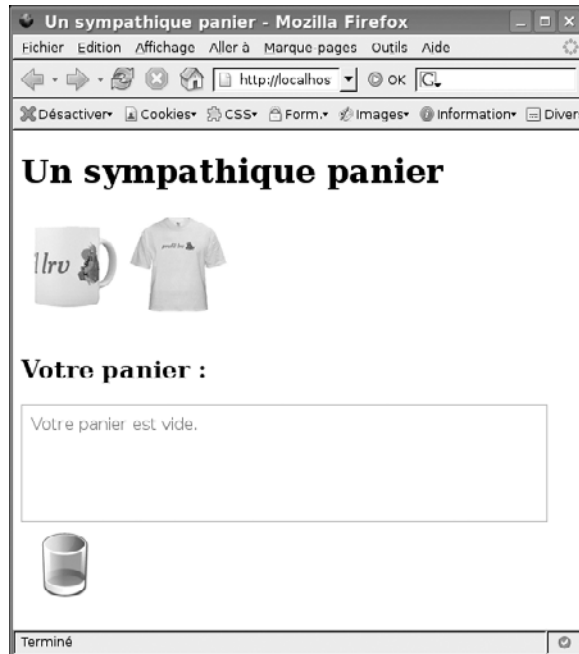 Un sympathique panier - Mozilla Firefox
Fichier Edition Affichage Aller à Marque-pages Outils Aide
http://localhos OK G
Désactiver Cookies CSS Form. Images Information Diver
Un sympathique panier
lrv
Votre panier :
Votre panier est vide.
Terminé